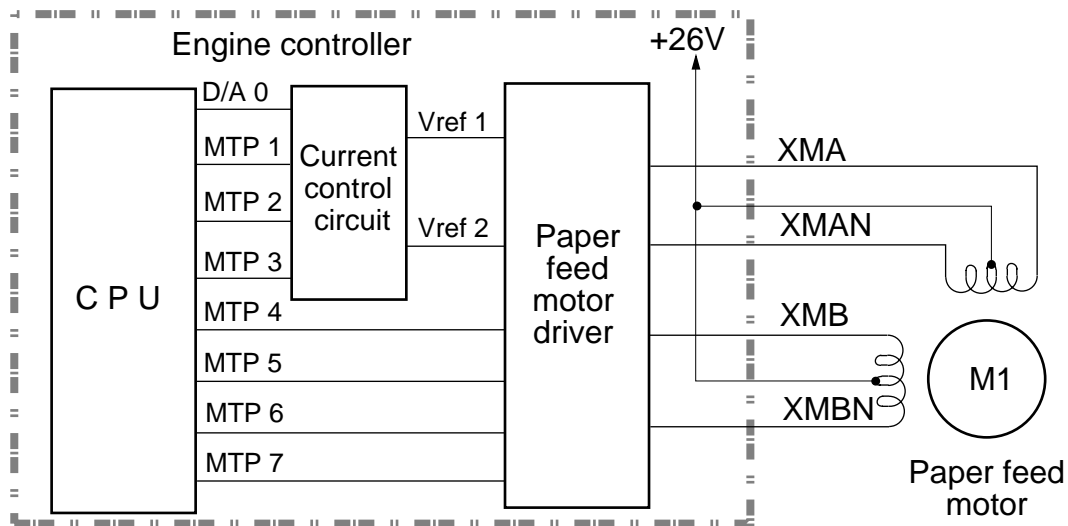 Engine controller
+26V
D/A 0
MTP 1
MTP 2
MTP 3
MTP 4
MTP 5
MTP 6
MTP 7
C P U
Current
control
circuit
Vref 1
Vref 2
Paper
feed
motor
driver
XMA
XMAN
XMB
XMBN
M1
Paper feed
motor